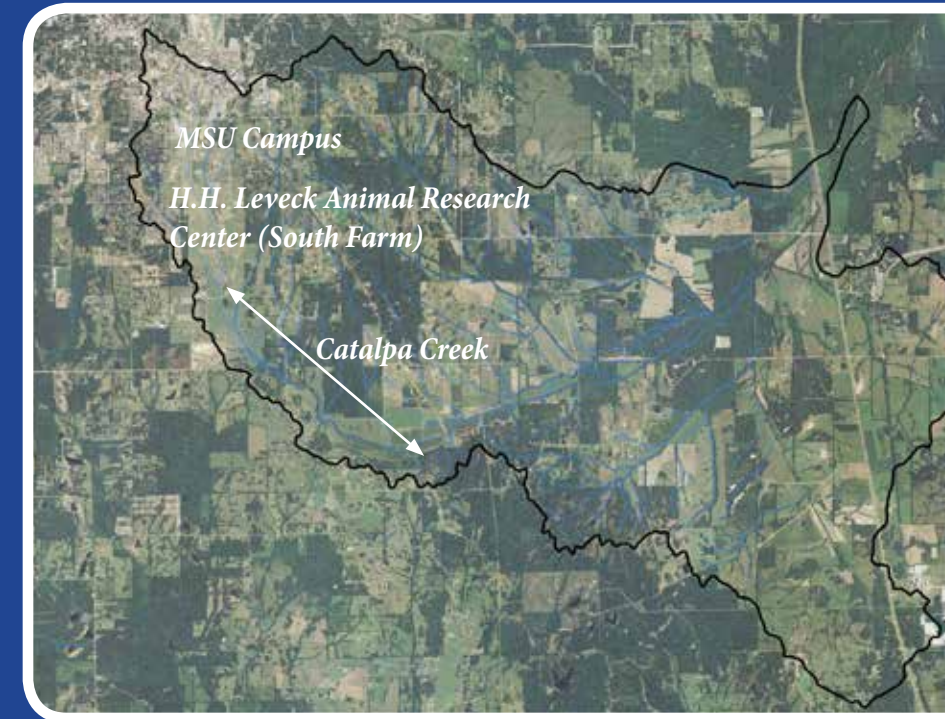 MSU Campus
H.H. Leveck Animal Research
Center (South Farm)
Catalpa Creek